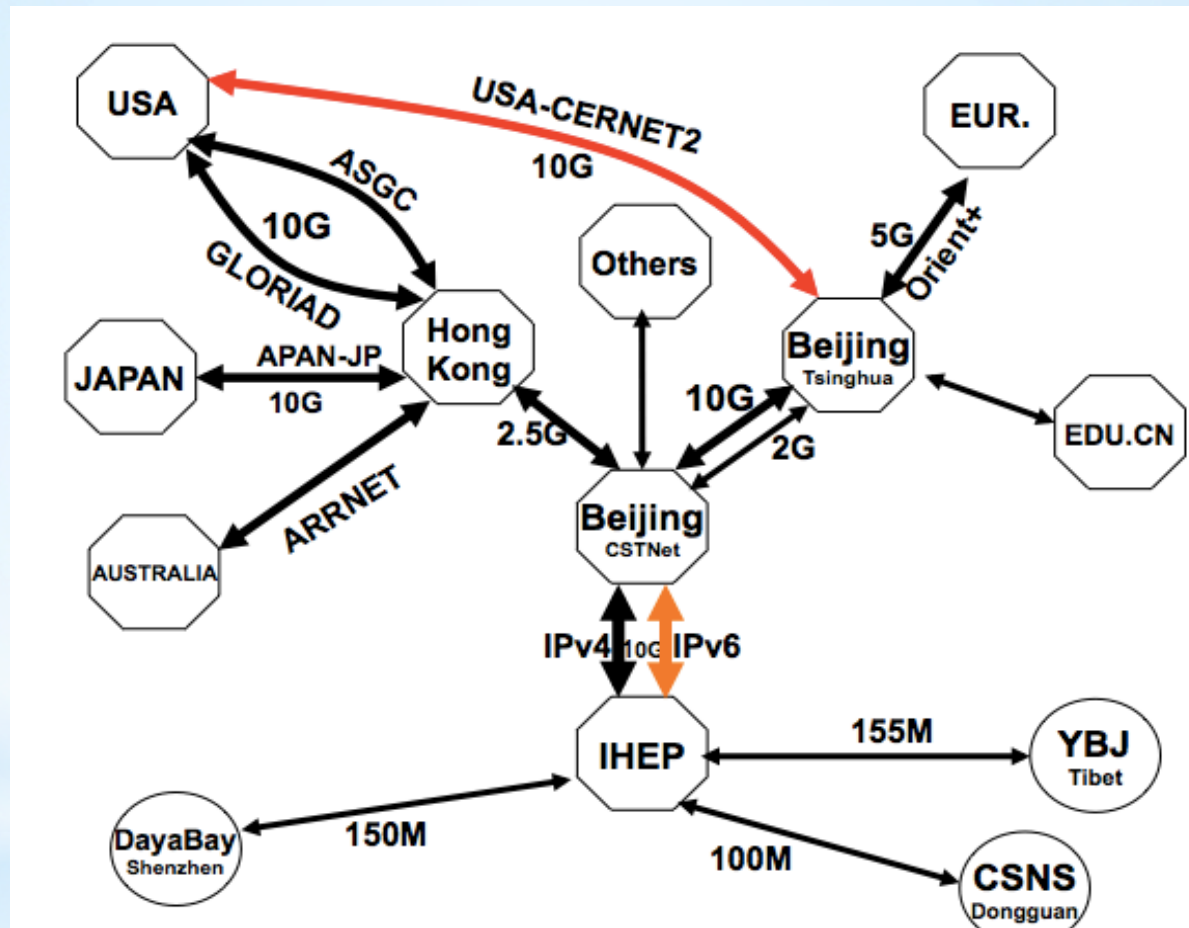 USA
USA-CERNET2
10G
EUR.
ASGC
10G
GLORIAD
Others
5G
Orient+
Hong
Kong
Beijing
Tsinghua
JAPAN
APAN-JP
10G
10G
2.5G
2G
EDU.CN
ARRNET
Beijing
CSTNet
AUSTRALIA
IPv4
10G
IPv6
IHEP
155M
YBJ
Tibet
DayaBay
Shenzhen
150M
100M
CSNS
Dongguan